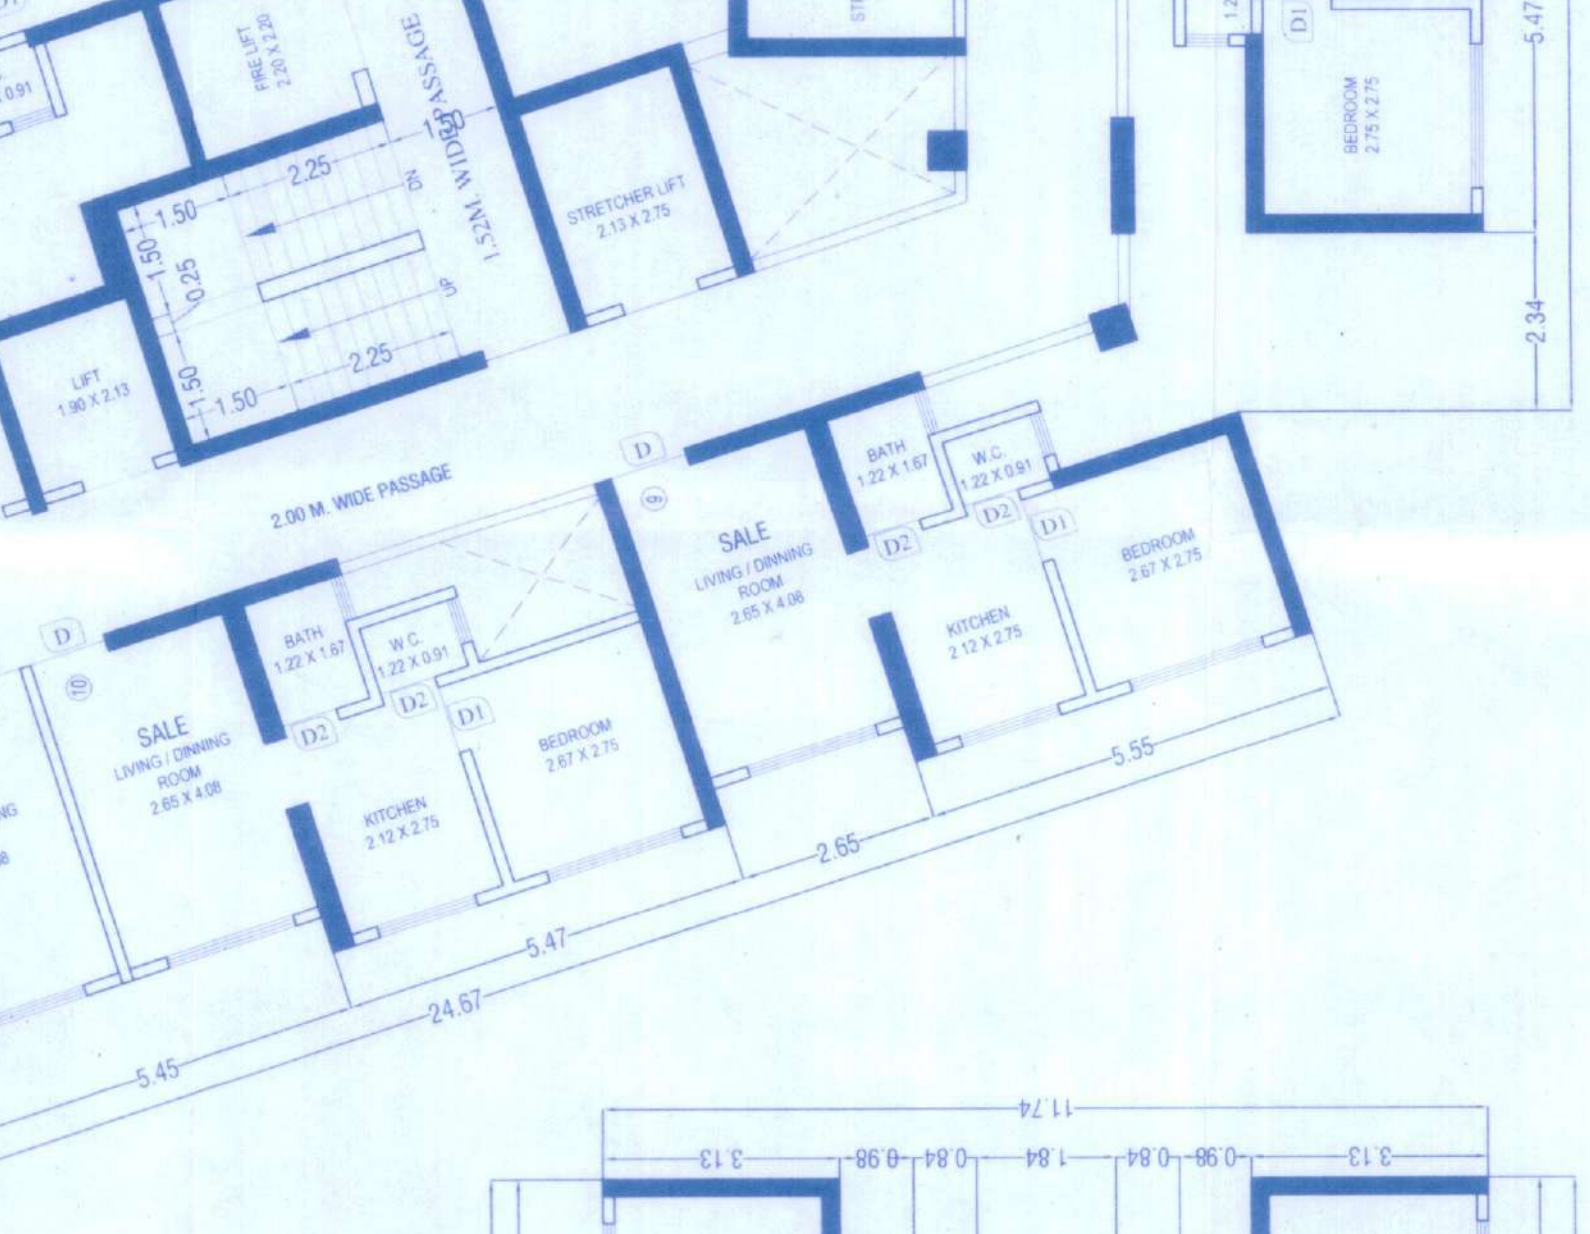 FIRE LIFT
2.20 X 2.20
1.52M. WIDE PASSAGE
0.91
1.2
D1
5.47
BEDROOM
2.75 X 2.75
2.25
DN
1.50
1.50
0.25
UP
2.25
1.50
1.50
STRETCHER LIFT
2.13 X 2.75
2.34
LIFT
1.90 X 2.13
2.00 M. WIDE PASSAGE
D
9
SALE
LIVING / DINNING
ROOM
2.65 X 4.08
BATH
1.22 X 1.67
W.C.
1.22 X 0.91
D2
D2
D1
KITCHEN
2.12 X 2.75
BEDROOM
2.67 X 2.75
D
10
SALE
LIVING / DINNING
ROOM
2.65 X 4.08
BATH
1.22 X 1.67
W.C.
1.22 X 0.91
D2
D2
D1
KITCHEN
2.12 X 2.75
BEDROOM
2.67 X 2.75
NG
8
5.55
2.65
5.47
24.67
5.45
11.74
3.13
0.98
0.84
1.84
0.84
0.98
3.13